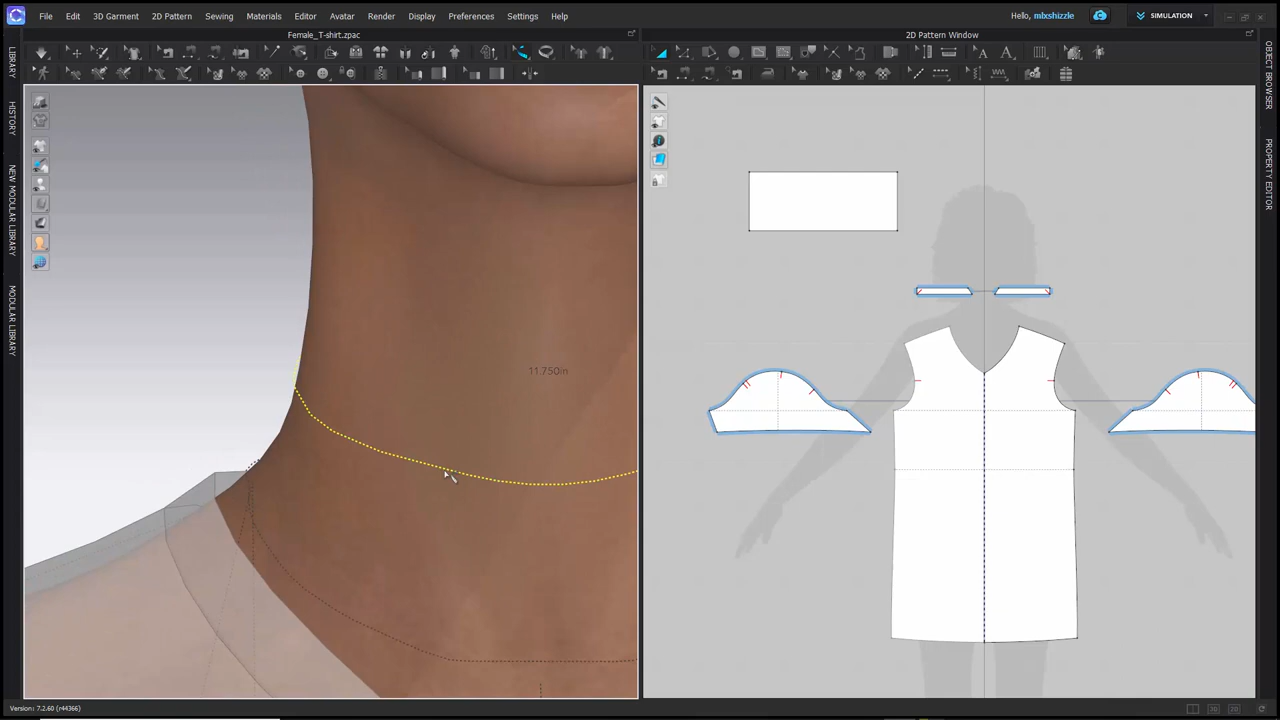 File Edit 3D Garment 2D Pattern Sewing Materials Editor Avatar Render Display Preferences Settings Help Hello, mlxshizzle SIMULATION
Female_T-shirt.zpac 2D Pattern Window
LIBRARY
HISTORY
NEW MODULAR LIBRARY
MODULAR LIBRARY
11.750in
OBJECT BROWSER
PROPERTY EDITOR
Version: 7.2.60 (r44366)